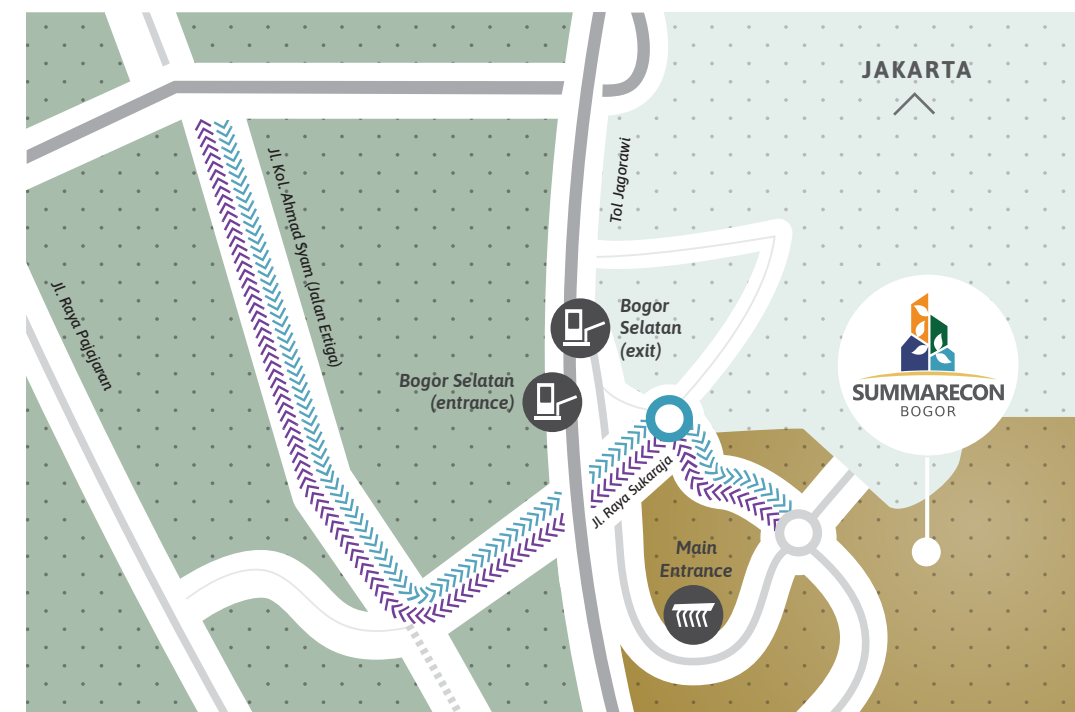 JAKARTA
Tol Jagorawi
Jl. Kol. Ahmad Syam (Jalan Ertiga)
Jl. Raya Pajajaran
Bogor
Selatan
(exit)
Bogor Selatan
(entrance)
SUMMARECON
BOGOR
Jl. Raya Sukaraja
Main
Entrance